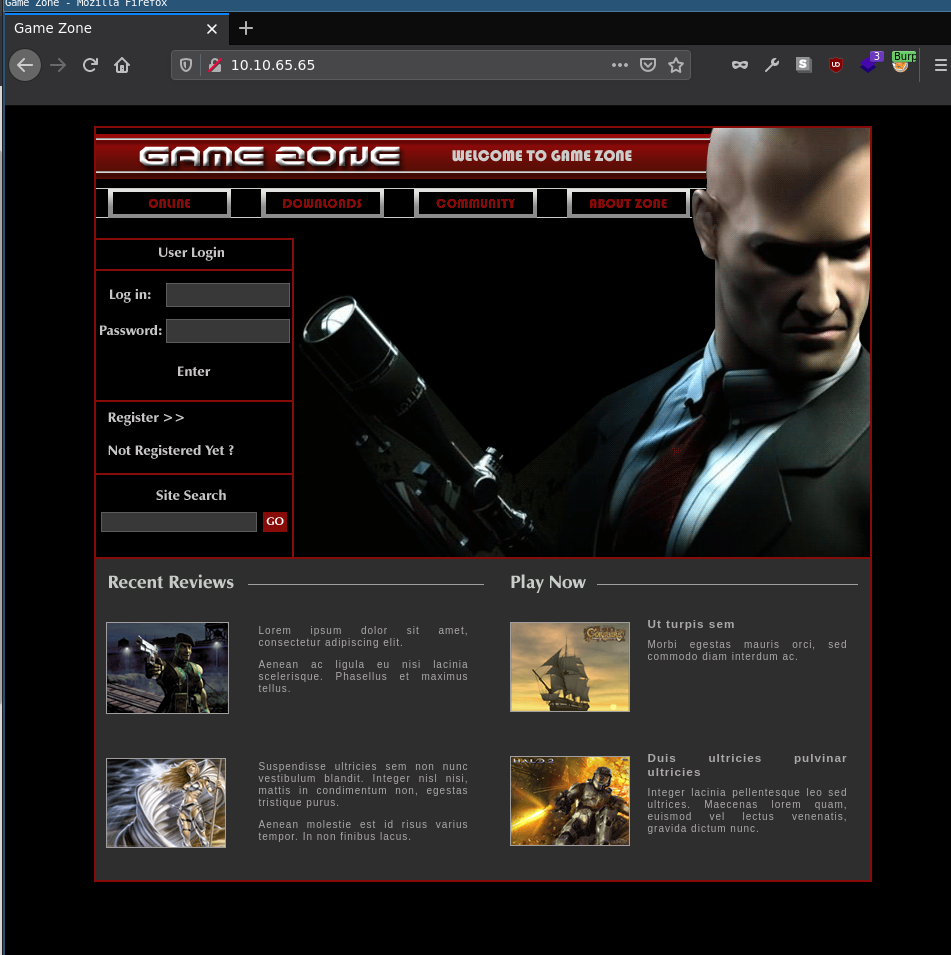 Game Zone - Mozilla Firefox
Game Zone
10.10.65.65
S
UD
3
Burp
GAME ZONE
WELCOME TO GAME ZONE
ONLINE
DOWNLOADS
COMMUNITY
ABOUT ZONE
User Login
Log in:
Password:
Enter
Register >>
Not Registered Yet ?
Site Search
GO
Recent Reviews
Lorem ipsum dolor sit amet,
consectetur adipiscing elit.
Aenean ac ligula eu nisi lacinia
scelerisque. Phasellus et maximus
tellus.
Suspendisse ultricies sem non nunc
vestibulum blandit. Integer nisl nisi,
mattis in condimentum non, egestas
tristique purus.
Aenean molestie est id risus varius
tempor. In non finibus lacus.
Play Now
Ut turpis sem
Morbi egestas mauris orci, sed
commodo diam interdum ac.
HALO 2
Duis ultricies pulvinar
ultricies
Integer lacinia pellentesque leo sed
ultrices. Maecenas lorem quam,
euismod vel lectus venenatis,
gravida dictum nunc.